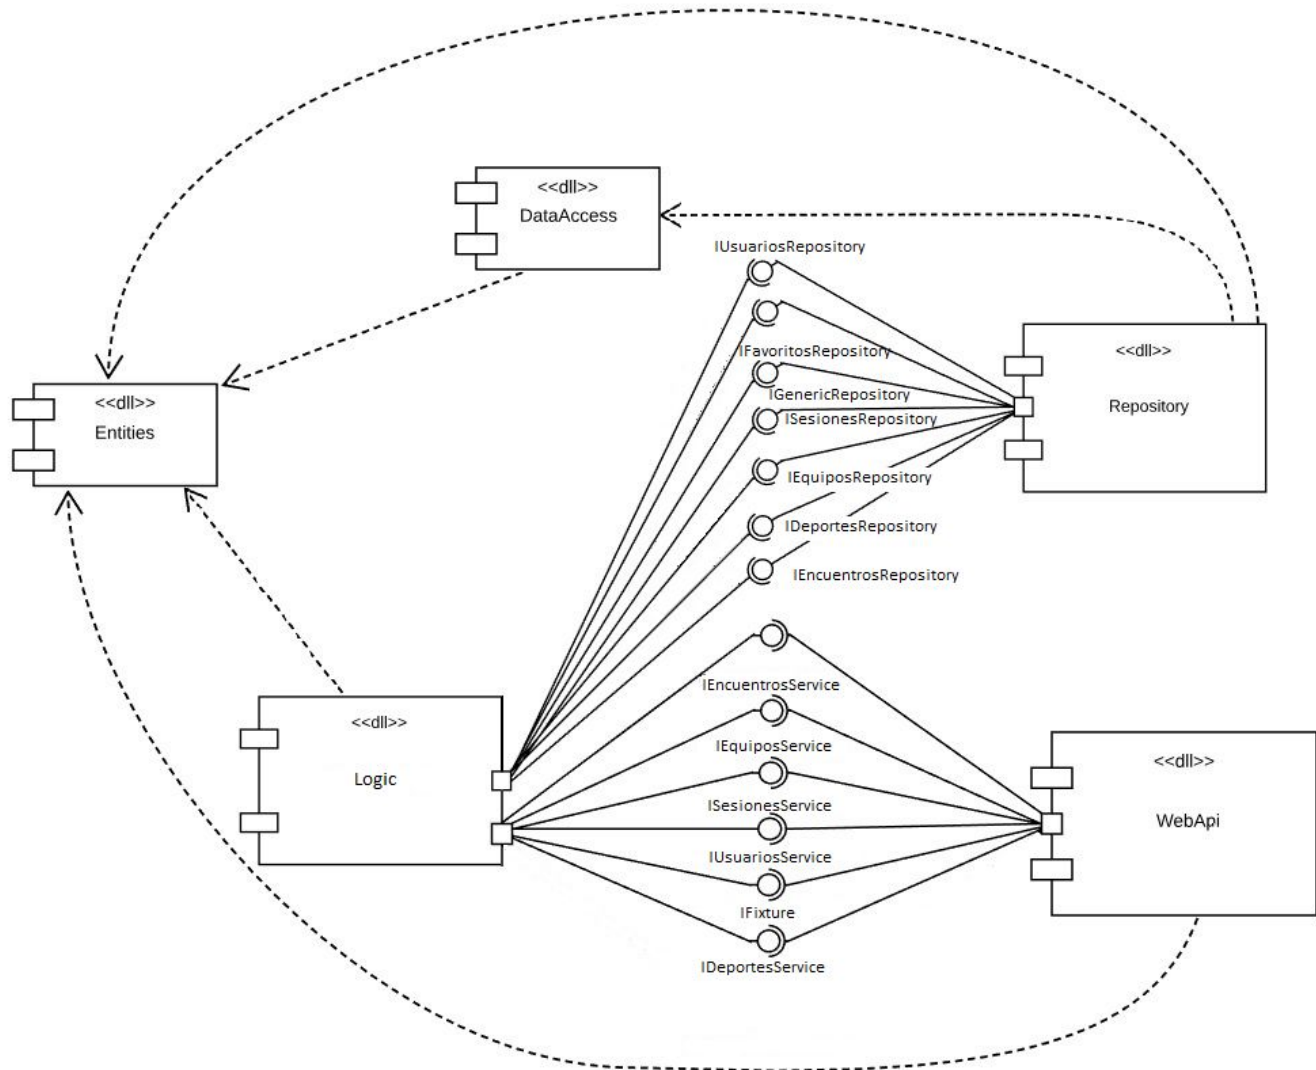 <<dll>>
DataAccess
IUsuariosRepository
<<dll>>
Repository
IFavoritosRepository
IGenericRepository
ISesionesRepository
IEquiposRepository
IDeportesRepository
IEncuentrosRepository
<<dll>>
Entities
<<dll>>
Logic
IEncuentrosService
IEquiposService
ISesionesService
IUsuariosService
IFixture
IDeportesService
<<dll>>
WebApi